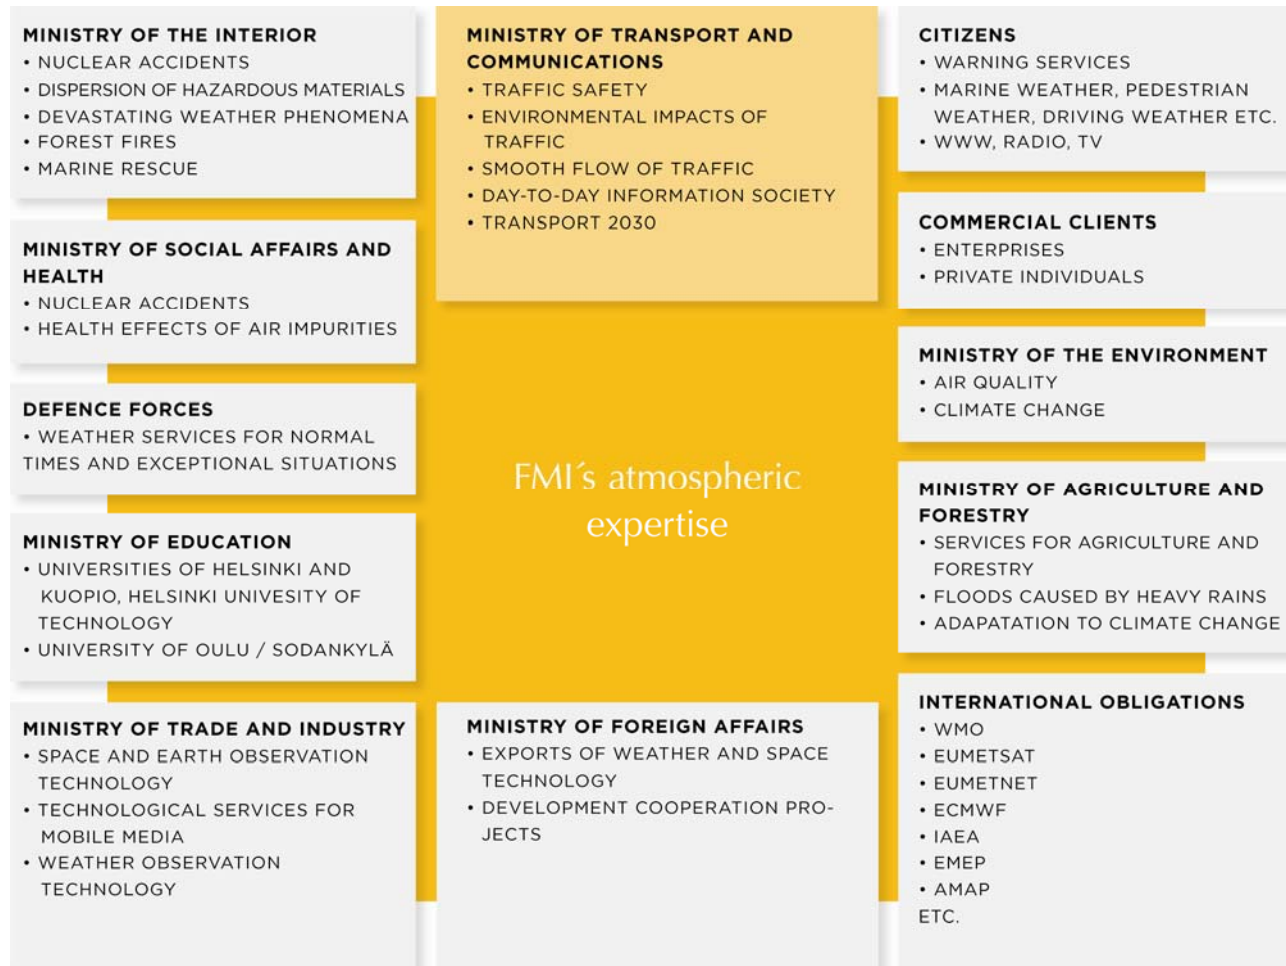 MINISTRY OF THE INTERIOR
• NUCLEAR ACCIDENTS
• DISPERSION OF HAZARDOUS MATERIALS
• DEVASTATING WEATHER PHENOMENA
• FOREST FIRES
• MARINE RESCUE
MINISTRY OF SOCIAL AFFAIRS AND
HEALTH
• NUCLEAR ACCIDENTS
• HEALTH EFFECTS OF AIR IMPURITIES
DEFENCE FORCES
• WEATHER SERVICES FOR NORMAL
TIMES AND EXCEPTIONAL SITUATIONS
MINISTRY OF EDUCATION
• UNIVERSITIES OF HELSINKI AND
KUOPIO, HELSINKI UNIVESITY OF
TECHNOLOGY
• UNIVERSITY OF OULU / SODANKYLÄ
MINISTRY OF TRADE AND INDUSTRY
• SPACE AND EARTH OBSERVATION
TECHNOLOGY
• TECHNOLOGICAL SERVICES FOR
MOBILE MEDIA
• WEATHER OBSERVATION
TECHNOLOGY
MINISTRY OF TRANSPORT AND
COMMUNICATIONS
• TRAFFIC SAFETY
• ENVIRONMENTAL IMPACTS OF
TRAFFIC
• SMOOTH FLOW OF TRAFFIC
• DAY-TO-DAY INFORMATION SOCIETY
• TRANSPORT 2030
FMI´s atmospheric
expertise
MINISTRY OF FOREIGN AFFAIRS
• EXPORTS OF WEATHER AND SPACE
TECHNOLOGY
• DEVELOPMENT COOPERATION PRO-
JECTS
CITIZENS
• WARNING SERVICES
• MARINE WEATHER, PEDESTRIAN
WEATHER, DRIVING WEATHER ETC.
• WWW, RADIO, TV
COMMERCIAL CLIENTS
• ENTERPRISES
• PRIVATE INDIVIDUALS
MINISTRY OF THE ENVIRONMENT
• AIR QUALITY
• CLIMATE CHANGE
MINISTRY OF AGRICULTURE AND
FORESTRY
• SERVICES FOR AGRICULTURE AND
FORESTRY
• FLOODS CAUSED BY HEAVY RAINS
• ADAPATATION TO CLIMATE CHANGE
INTERNATIONAL OBLIGATIONS
• WMO
• EUMETSAT
• EUMETNET
• ECMWF
• IAEA
• EMEP
• AMAP
ETC.